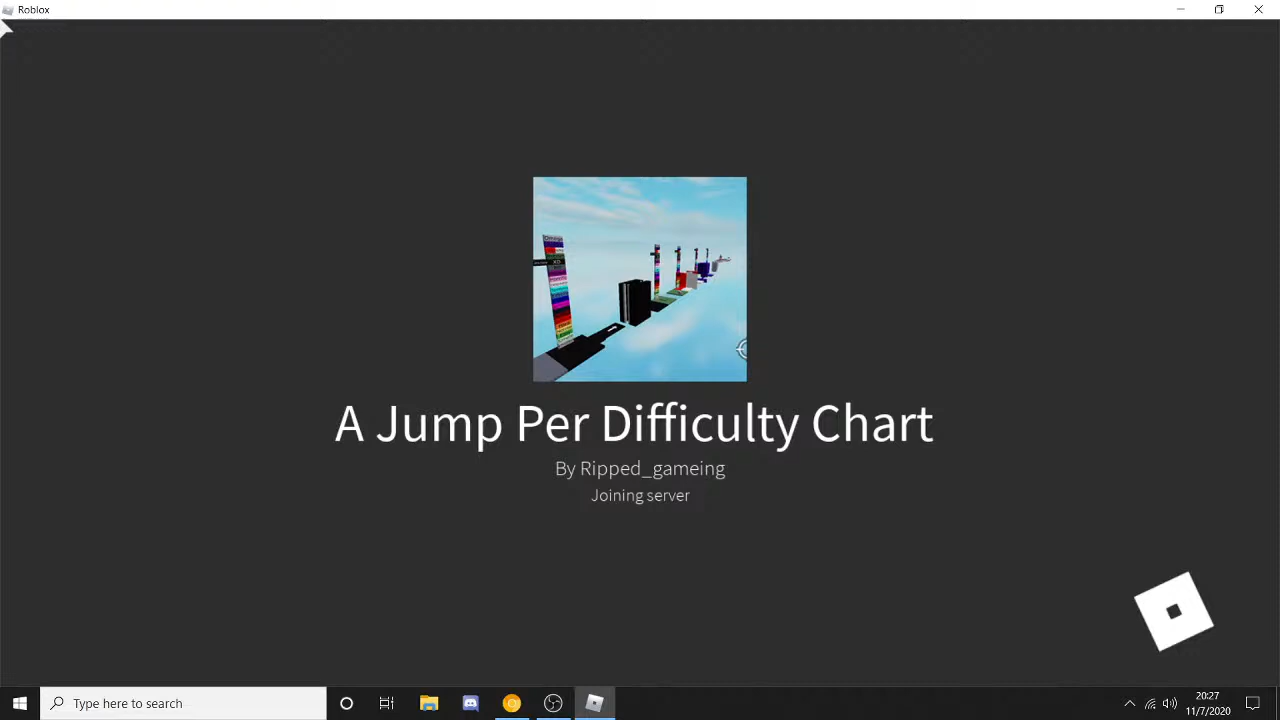 Roblox
A Jump Per Difficulty Chart
By Ripped_gameing
Joining server
Type here to search
20:27
11/7/2020